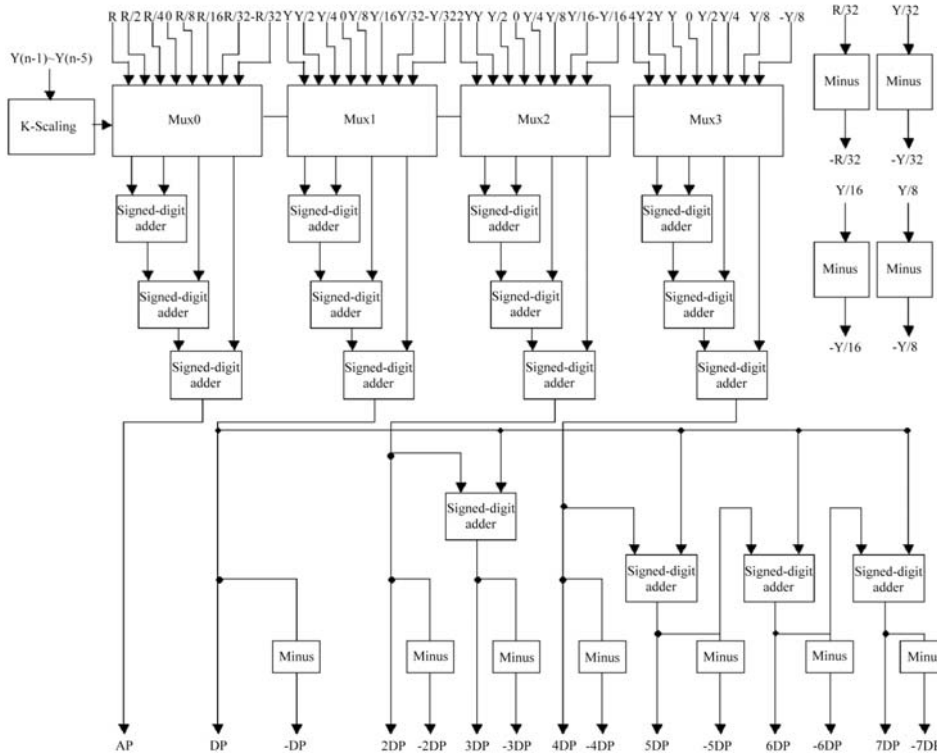 R R/2 R/4 0 R/8 R/16 R/32 -R/32 Y Y/2 Y/4 0 Y/8 Y/16 Y/32 -Y/32 2Y Y Y/2 0 Y/4 Y/8 Y/16 -Y/16 4Y 2Y Y 0 Y/2 Y/4 Y/8 -Y/8
R/32 Y/32
Y(n-1)~Y(n-5)
K-Scaling Mux0 Mux1 Mux2 Mux3
Minus Minus
-R/32 -Y/32
Y/16 Y/8
Minus Minus
-Y/16 -Y/8
Signed-digit adder Signed-digit adder Signed-digit adder Signed-digit adder
Signed-digit adder Signed-digit adder Signed-digit adder Signed-digit adder
Signed-digit adder Signed-digit adder Signed-digit adder Signed-digit adder
Signed-digit adder
Signed-digit adder Signed-digit adder Signed-digit adder
Minus Minus Minus Minus Minus Minus Minus
AP DP -DP 2DP -2DP 3DP -3DP 4DP -4DP 5DP -5DP 6DP -6DP 7DP